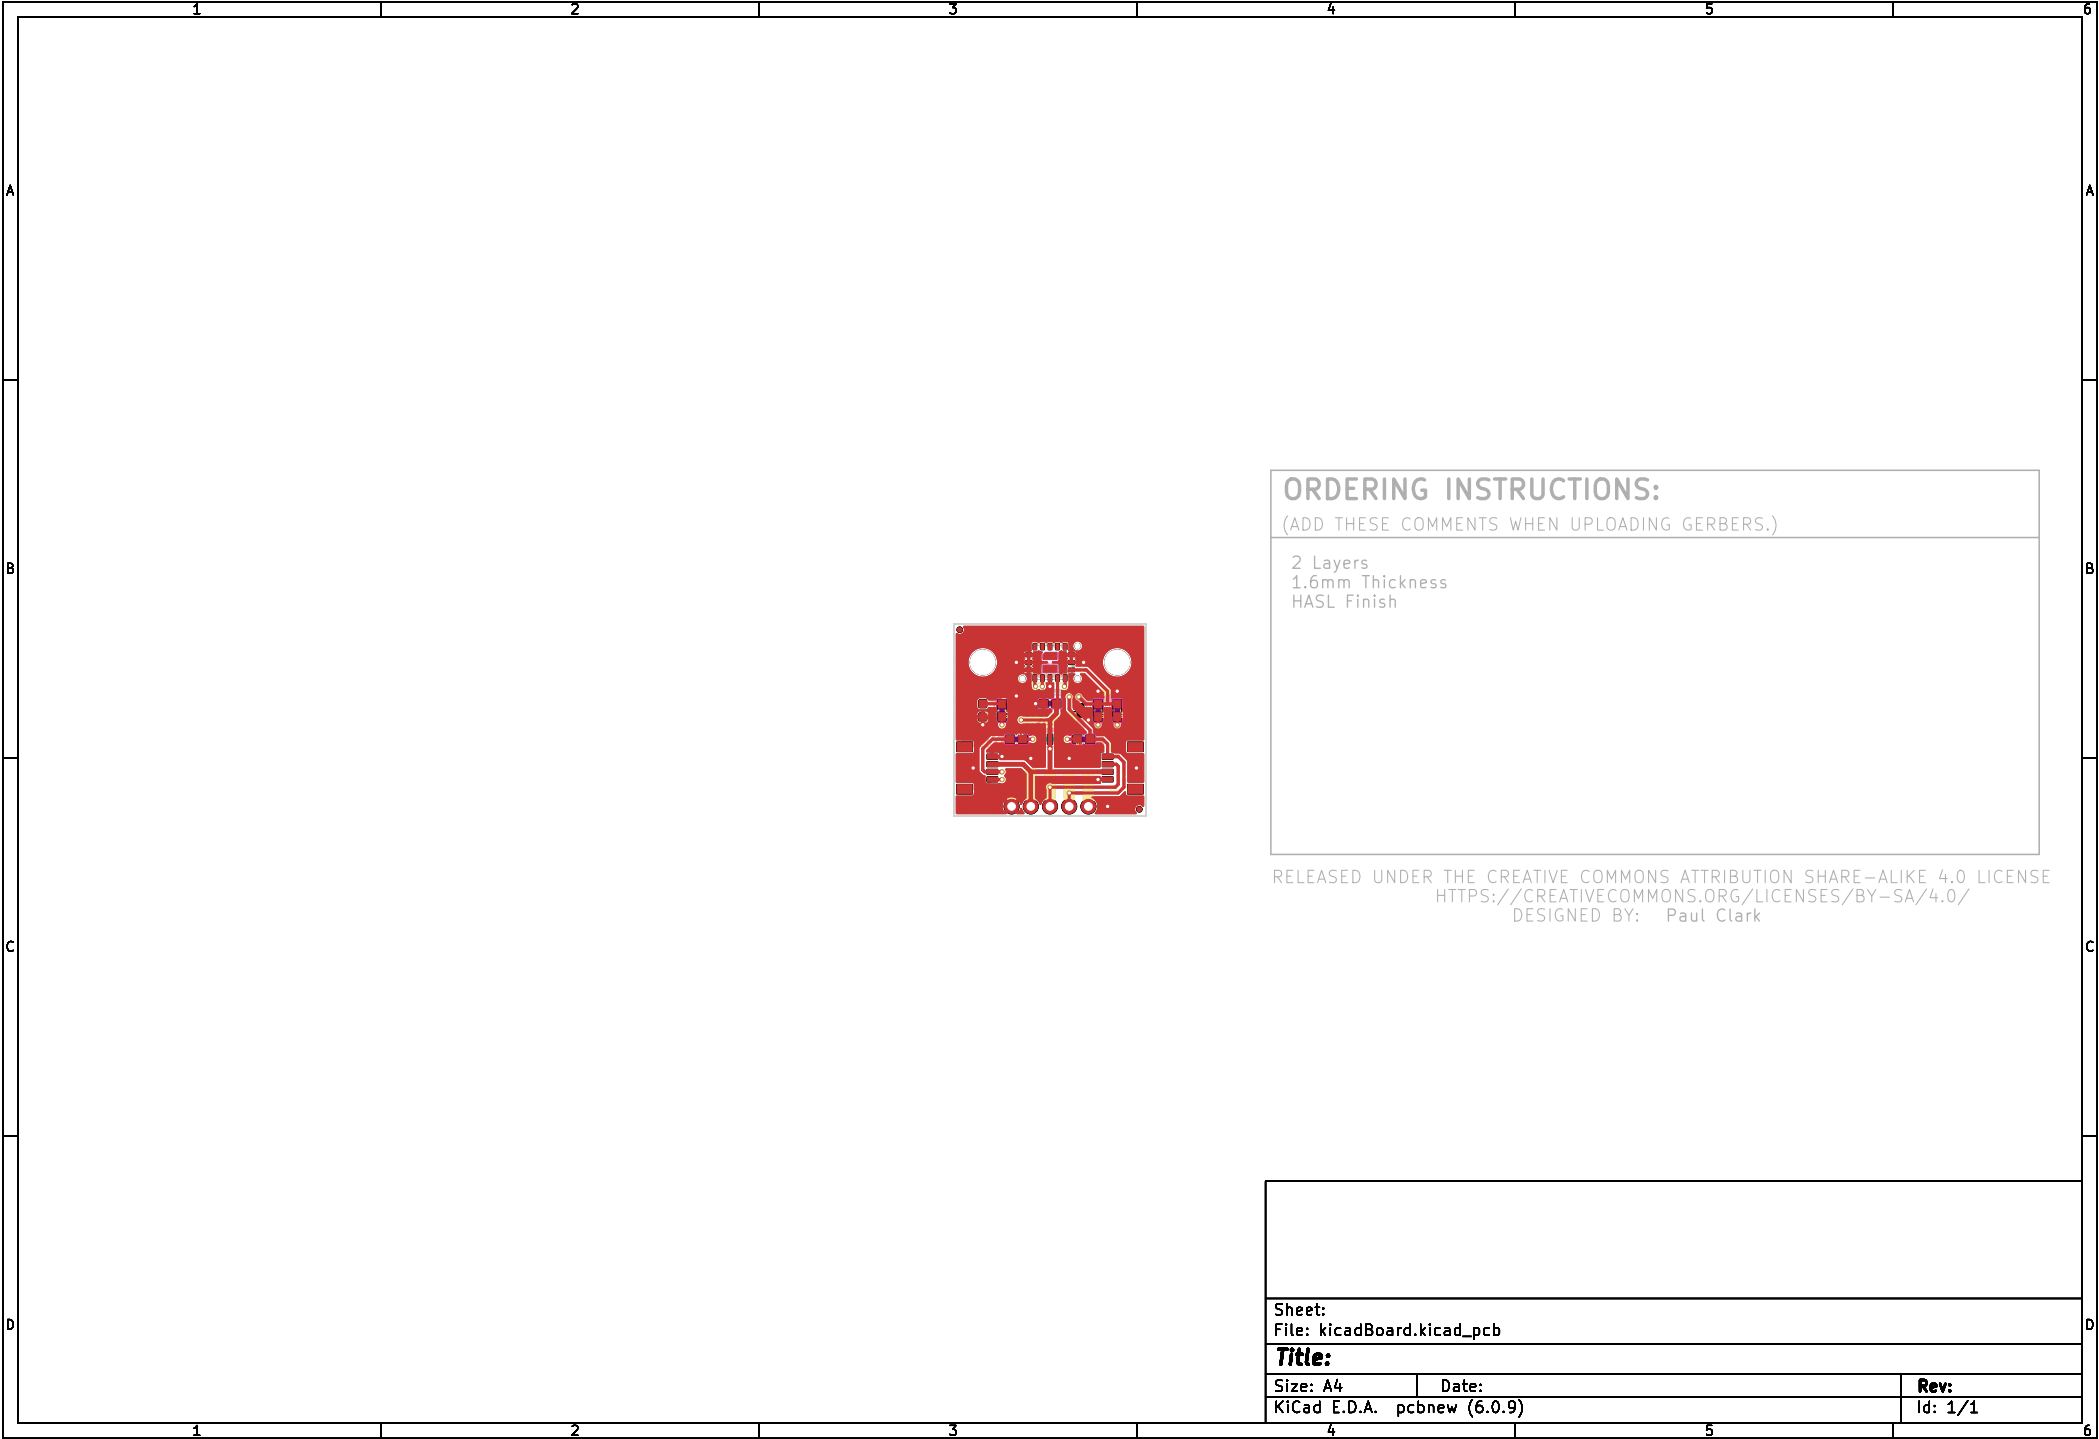 1 2 3 4 5 6
A A
ORDERING INSTRUCTIONS:
(ADD THESE COMMENTS WHEN UPLOADING GERBERS.)
2 Layers
1.6mm Thickness
HASL Finish
B B
RELEASED UNDER THE CREATIVE COMMONS ATTRIBUTION SHARE-ALIKE 4.0 LICENSE
HTTPS://CREATIVECOMMONS.ORG/LICENSES/BY-SA/4.0/
DESIGNED BY: Paul Clark
C C
Sheet:
File: kicadBoard.kicad_pcb
D D
Title:
Size: A4 Date: Rev:
KiCad E.D.A. pcbnew (6.0.9) Id: 1/1
1 2 3 4 5 6